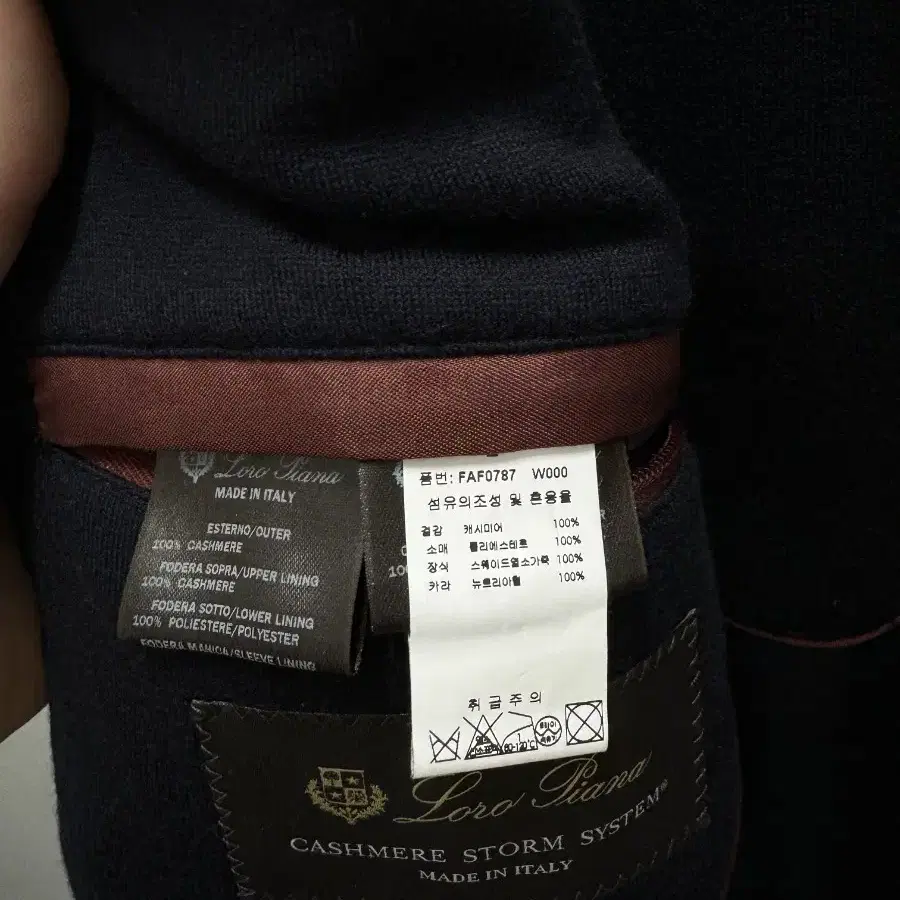 Loro Piana
MADE IN ITALY
ESTERNO/OUTER
100% CASHMERE
FODERA SOPRA/UPPER LINING
100% CASHMERE
FODERA SOTTO/LOWER LINING
100% POLIESTERE/POLYESTER
FODERA MANICA/SLEEVE LINING
품번: FAF0787 W000
섬유의조성 및 혼용율
겉감 캐시미어 100%
소매 폴리에스테르 100%
장식 스웨이드염소가죽 100%
카라 뉴트리아털 100%
취급주의
Loro Piana
CASHMERE STORM SYSTEM®
MADE IN ITALY